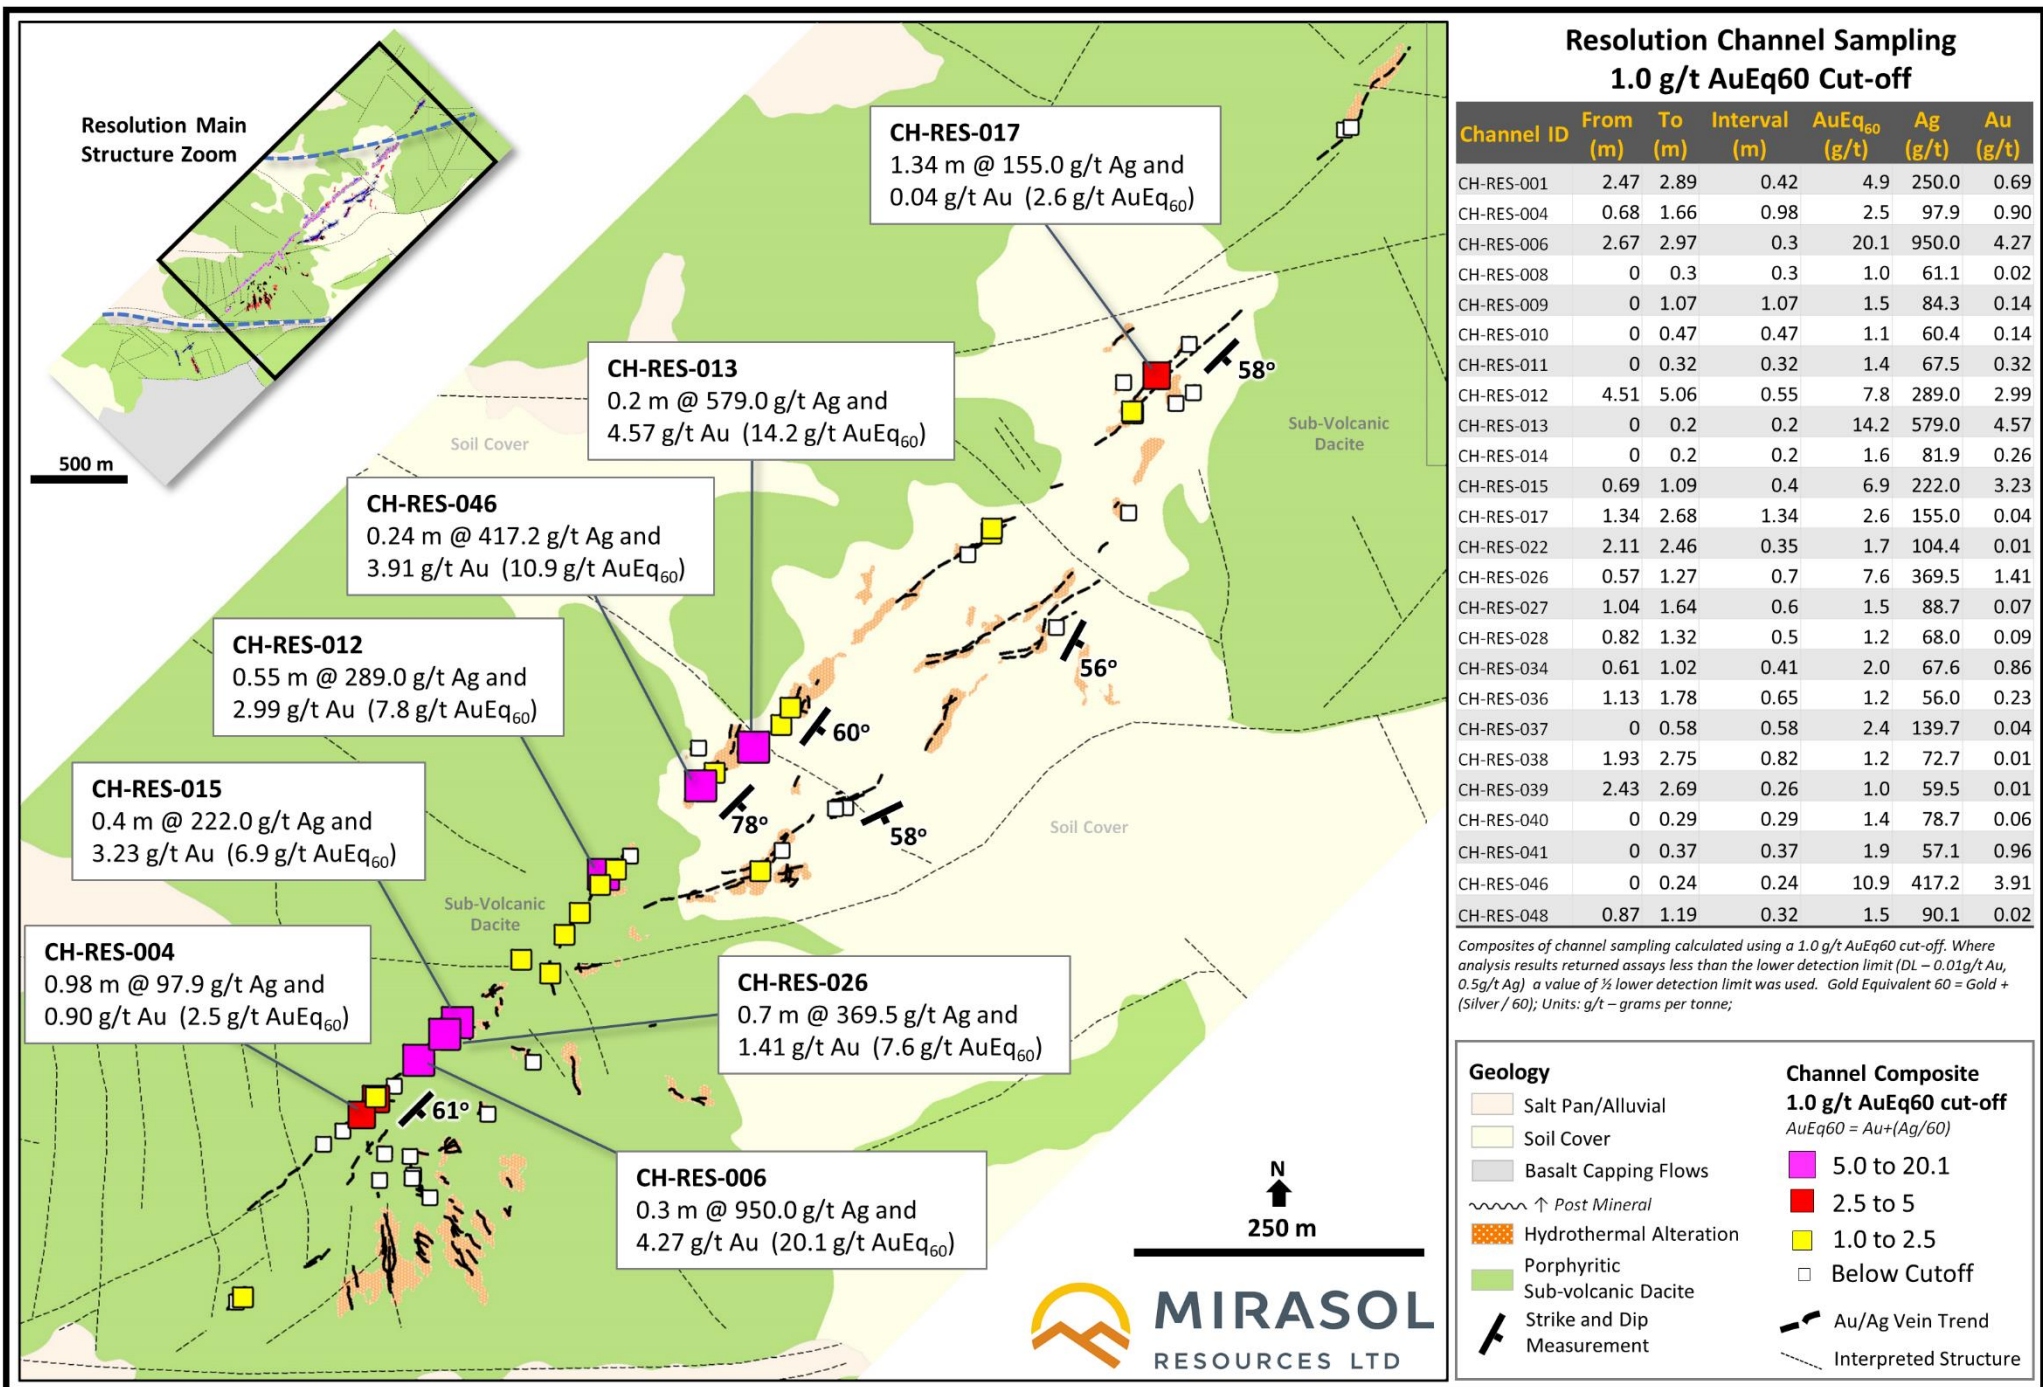 Resolution Main
Structure Zoom
500 m
CH-RES-017
1.34 m @ 155.0 g/t Ag and
0.04 g/t Au (2.6 g/t AuEq60)
CH-RES-013
0.2 m @ 579.0 g/t Ag and
4.57 g/t Au (14.2 g/t AuEq60)
CH-RES-046
0.24 m @ 417.2 g/t Ag and
3.91 g/t Au (10.9 g/t AuEq60)
CH-RES-012
0.55 m @ 289.0 g/t Ag and
2.99 g/t Au (7.8 g/t AuEq60)
CH-RES-015
0.4 m @ 222.0 g/t Ag and
3.23 g/t Au (6.9 g/t AuEq60)
CH-RES-004
0.98 m @ 97.9 g/t Ag and
0.90 g/t Au (2.5 g/t AuEq60)
CH-RES-026
0.7 m @ 369.5 g/t Ag and
1.41 g/t Au (7.6 g/t AuEq60)
CH-RES-006
0.3 m @ 950.0 g/t Ag and
4.27 g/t Au (20.1 g/t AuEq60)
Soil Cover
Sub-Volcanic
Dacite
58º
56º
60º
78º
58º
Soil Cover
Sub-Volcanic
Dacite
61º
N
250 m
MIRASOL
RESOURCES LTD
Resolution Channel Sampling
1.0 g/t AuEq60 Cut-off
Channel ID From (m) To (m) Interval (m) AuEq60 (g/t) Ag (g/t) Au (g/t)
CH-RES-001 2.47 2.89 0.42 4.9 250.0 0.69
CH-RES-004 0.68 1.66 0.98 2.5 97.9 0.90
CH-RES-006 2.67 2.97 0.3 20.1 950.0 4.27
CH-RES-008 0 0.3 0.3 1.0 61.1 0.02
CH-RES-009 0 1.07 1.07 1.5 84.3 0.14
CH-RES-010 0 0.47 0.47 1.1 60.4 0.14
CH-RES-011 0 0.32 0.32 1.4 67.5 0.32
CH-RES-012 4.51 5.06 0.55 7.8 289.0 2.99
CH-RES-013 0 0.2 0.2 14.2 579.0 4.57
CH-RES-014 0 0.2 0.2 1.6 81.9 0.26
CH-RES-015 0.69 1.09 0.4 6.9 222.0 3.23
CH-RES-017 1.34 2.68 1.34 2.6 155.0 0.04
CH-RES-022 2.11 2.46 0.35 1.7 104.4 0.01
CH-RES-026 0.57 1.27 0.7 7.6 369.5 1.41
CH-RES-027 1.04 1.64 0.6 1.5 88.7 0.07
CH-RES-028 0.82 1.32 0.5 1.2 68.0 0.09
CH-RES-034 0.61 1.02 0.41 2.0 67.6 0.86
CH-RES-036 1.13 1.78 0.65 1.2 56.0 0.23
CH-RES-037 0 0.58 0.58 2.4 139.7 0.04
CH-RES-038 1.93 2.75 0.82 1.2 72.7 0.01
CH-RES-039 2.43 2.69 0.26 1.0 59.5 0.01
CH-RES-040 0 0.29 0.29 1.4 78.7 0.06
CH-RES-041 0 0.37 0.37 1.9 57.1 0.96
CH-RES-046 0 0.24 0.24 10.9 417.2 3.91
CH-RES-048 0.87 1.19 0.32 1.5 90.1 0.02
Composites of channel sampling calculated using a 1.0 g/t AuEq60 cut-off. Where
analysis results returned assays less than the lower detection limit (DL – 0.01g/t Au,
0.5g/t Ag) a value of ½ lower detection limit was used. Gold Equivalent 60 = Gold +
(Silver / 60); Units: g/t – grams per tonne;
Geology
Salt Pan/Alluvial
Soil Cover
Basalt Capping Flows
↑ Post Mineral
Hydrothermal Alteration
Porphyritic
Sub-volcanic Dacite
Strike and Dip
Measurement
Channel Composite
1.0 g/t AuEq60 cut-off
AuEq60 = Au+(Ag/60)
5.0 to 20.1
2.5 to 5
1.0 to 2.5
Below Cutoff
Au/Ag Vein Trend
Interpreted Structure